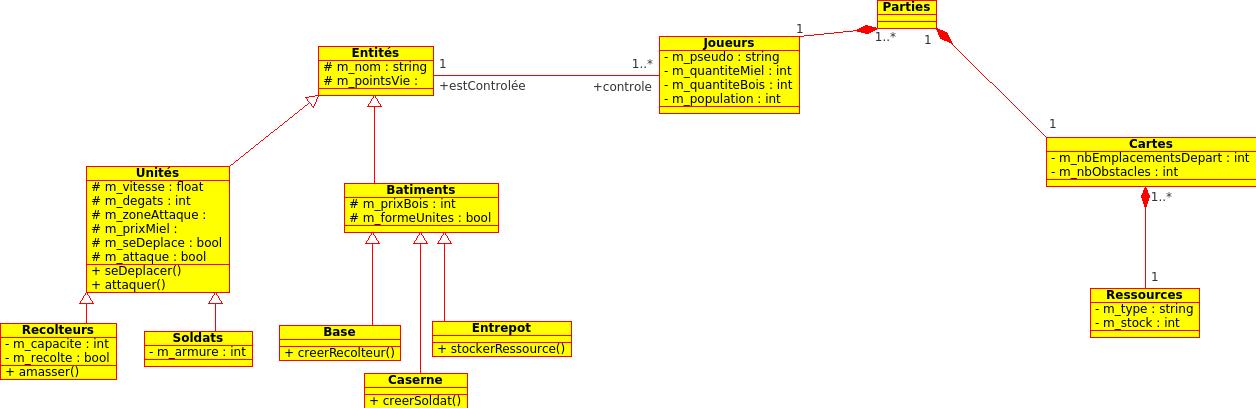 Parties
1
1..*
1
Joueurs
- m_pseudo : string
- m_quantiteMiel : int
- m_quantiteBois : int
- m_population : int
Entités
# m_nom : string
# m_pointsVie :
1
+estControlée
1..*
+controle
1
Cartes
- m_nbEmplacementsDepart : int
- m_nbObstacles : int
1..*
1
Ressources
- m_type : string
- m_stock : int
Unités
# m_vitesse : float
# m_degats : int
# m_zoneAttaque :
# m_prixMiel :
# m_seDeplace : bool
# m_attaque : bool
+ seDeplacer()
+ attaquer()
Batiments
# m_prixBois : int
# m_formeUnites : bool
Recolteurs
- m_capacite : int
- m_recolte : bool
+ amasser()
Soldats
- m_armure : int
Base
+ creerRecolteur()
Entrepot
+ stockerRessource()
Caserne
+ creerSoldat()